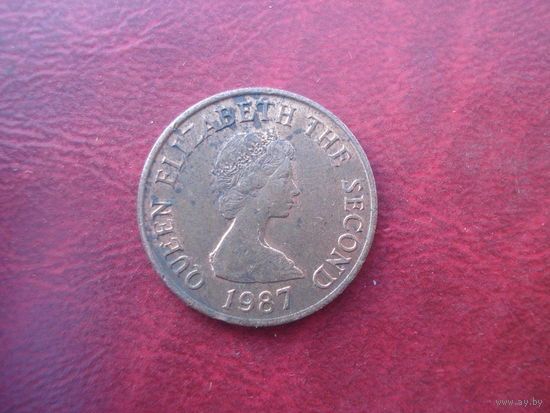 QUEEN ELIZABETH THE SECOND
1987
www.ay.by